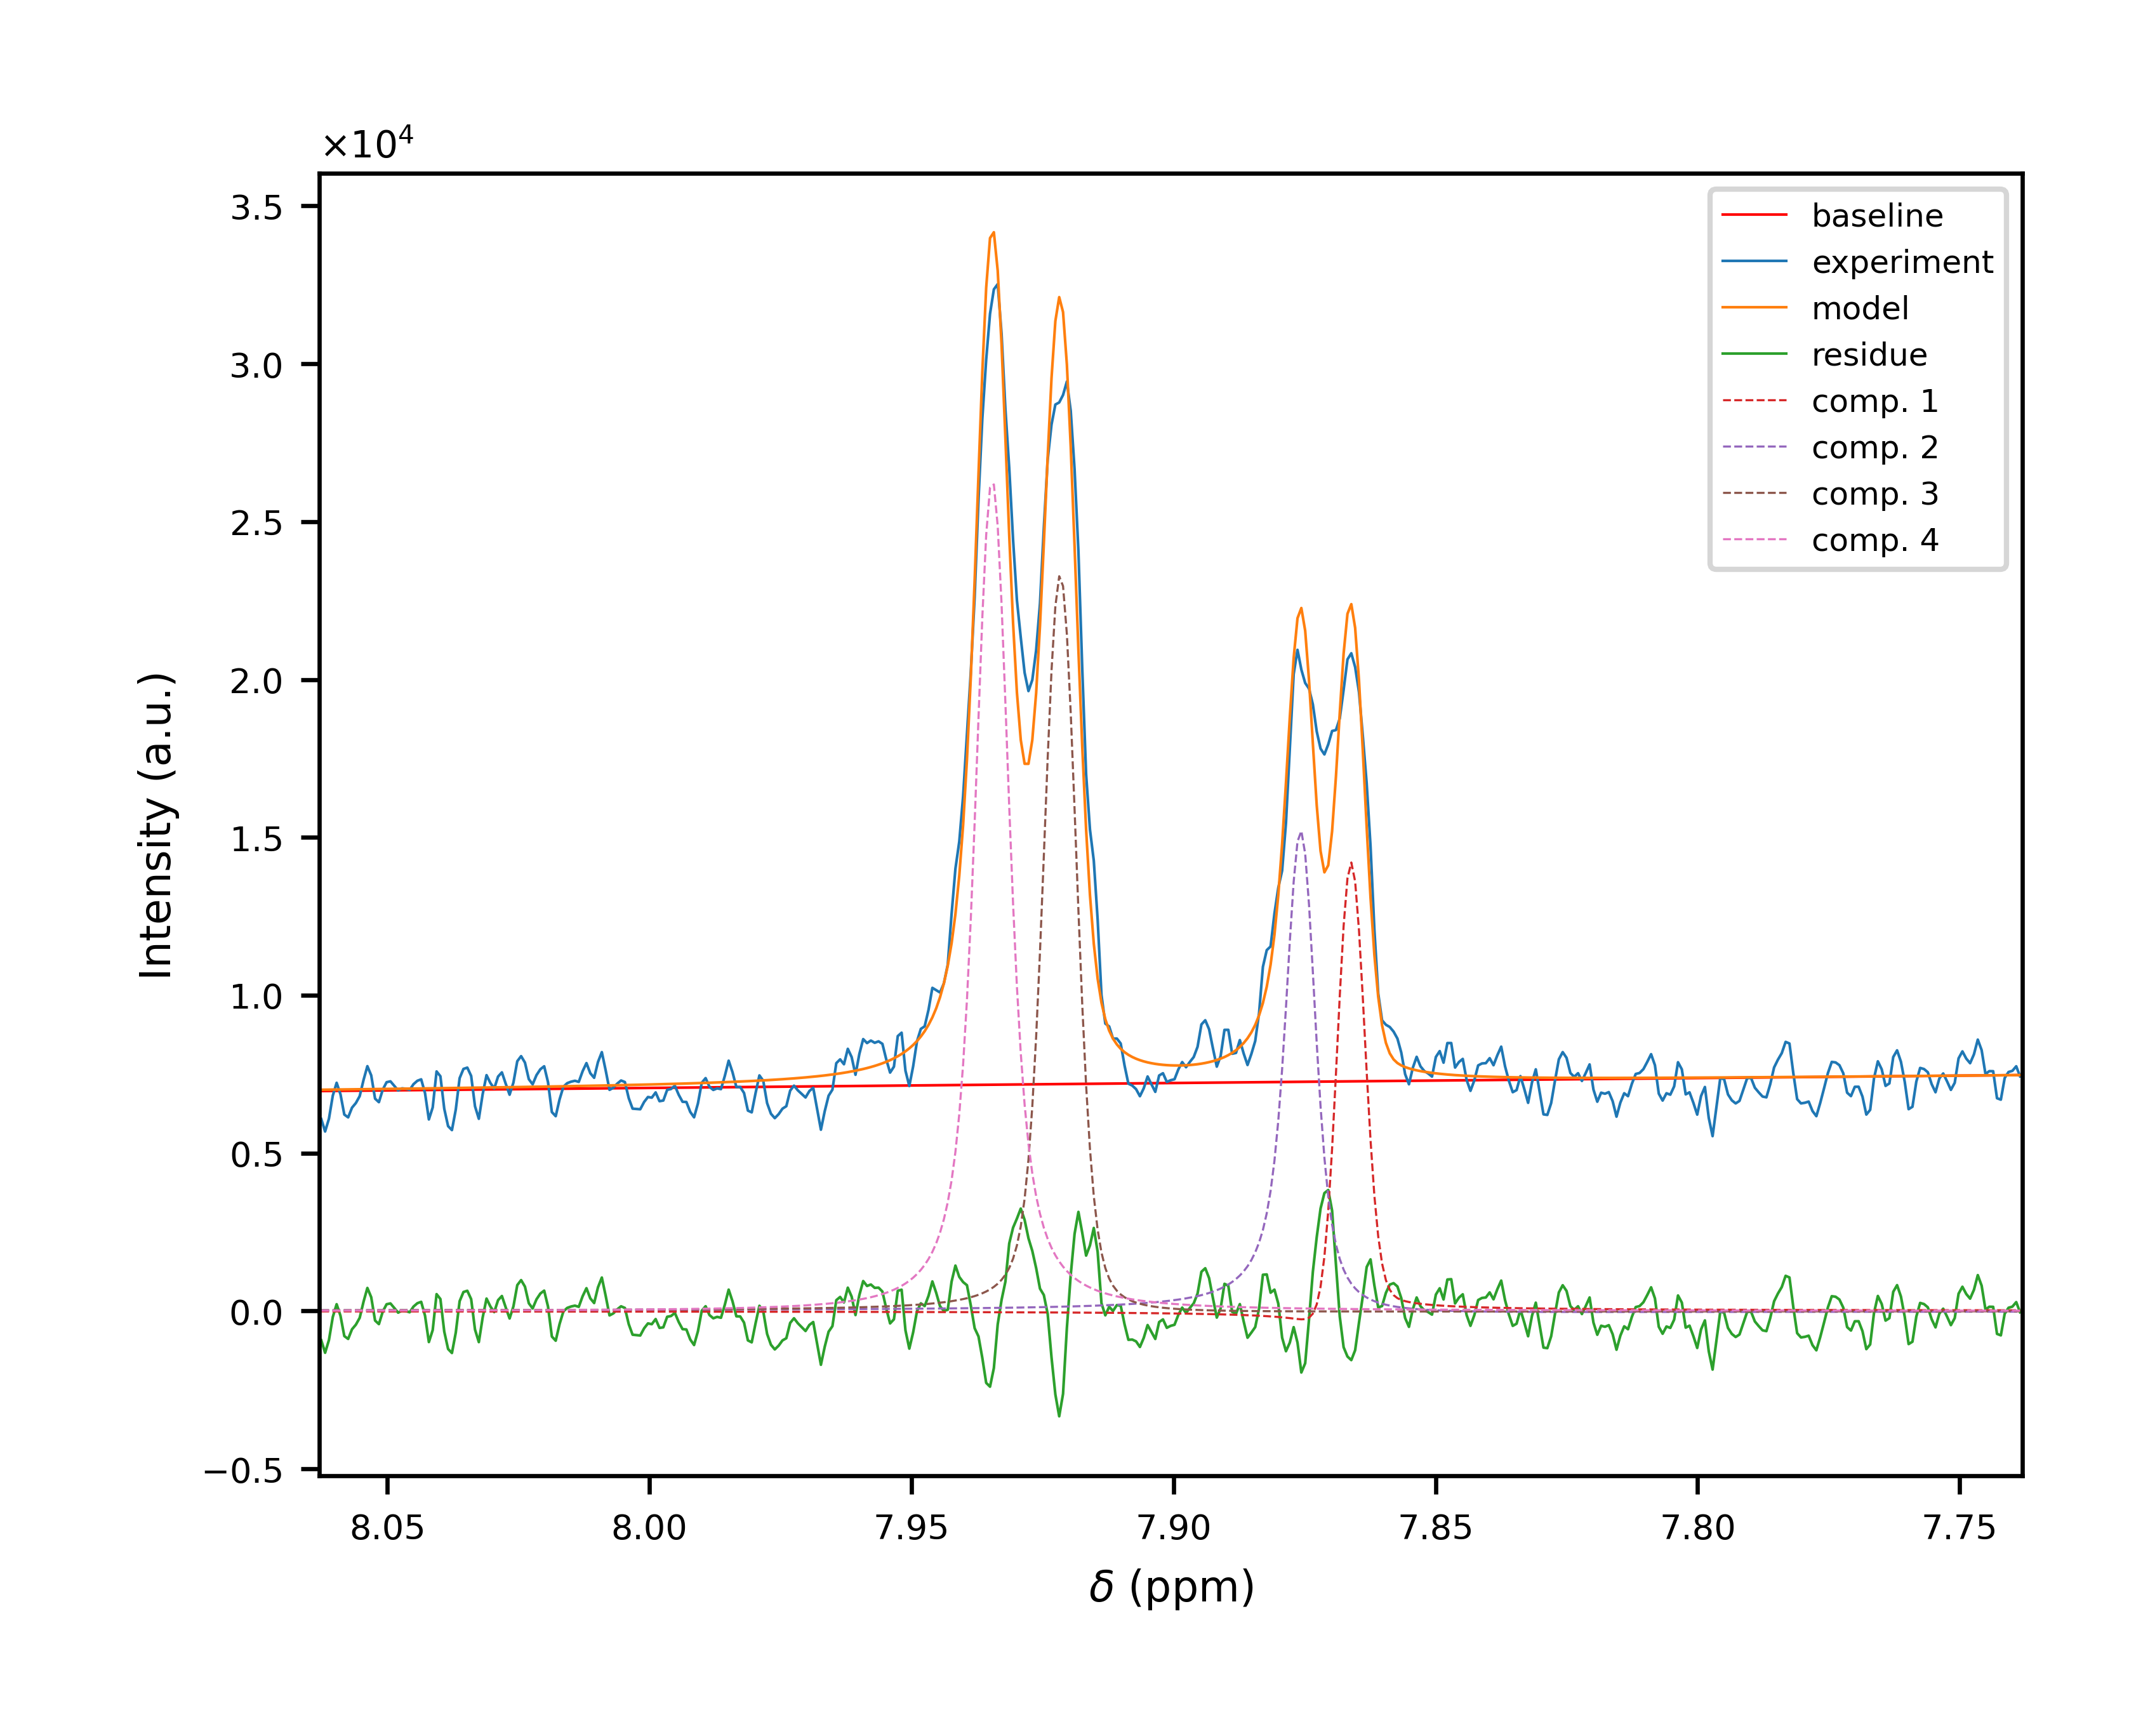 ×10⁴
3.5
3.0
2.5
2.0
1.5
1.0
0.5
0.0
−0.5
Intensity (a.u.)
baseline
experiment
model
residue
comp. 1
comp. 2
comp. 3
comp. 4
8.05 8.00 7.95 7.90 7.85 7.80 7.75
δ (ppm)